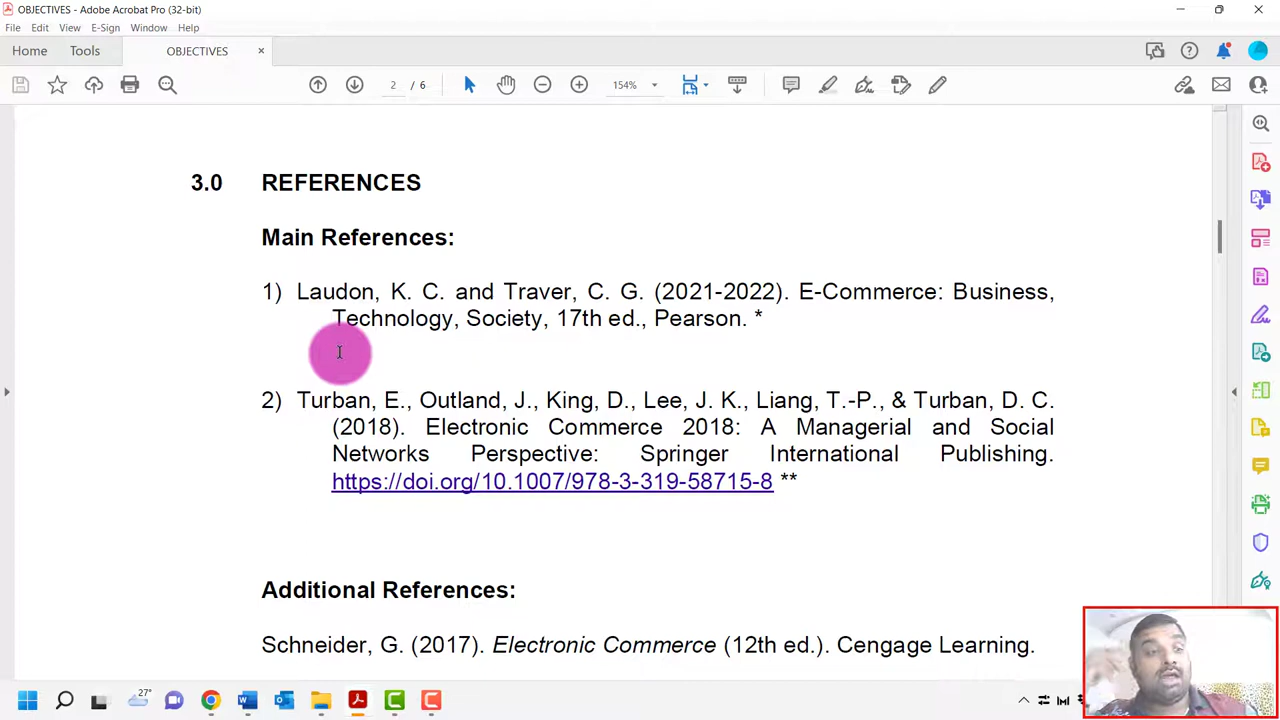 OBJECTIVES - Adobe Acrobat Pro (32-bit)
File Edit View E-Sign Window Help
Home Tools OBJECTIVES
2 / 6 154%
3.0 REFERENCES
Main References:
1) Laudon, K. C. and Traver, C. G. (2021-2022). E-Commerce: Business,
Technology, Society, 17th ed., Pearson. *
2) Turban, E., Outland, J., King, D., Lee, J. K., Liang, T.-P., & Turban, D. C.
(2018). Electronic Commerce 2018: A Managerial and Social
Networks Perspective: Springer International Publishing.
https://doi.org/10.1007/978-3-319-58715-8 **
Additional References:
Schneider, G. (2017). Electronic Commerce (12th ed.). Cengage Learning.
27°